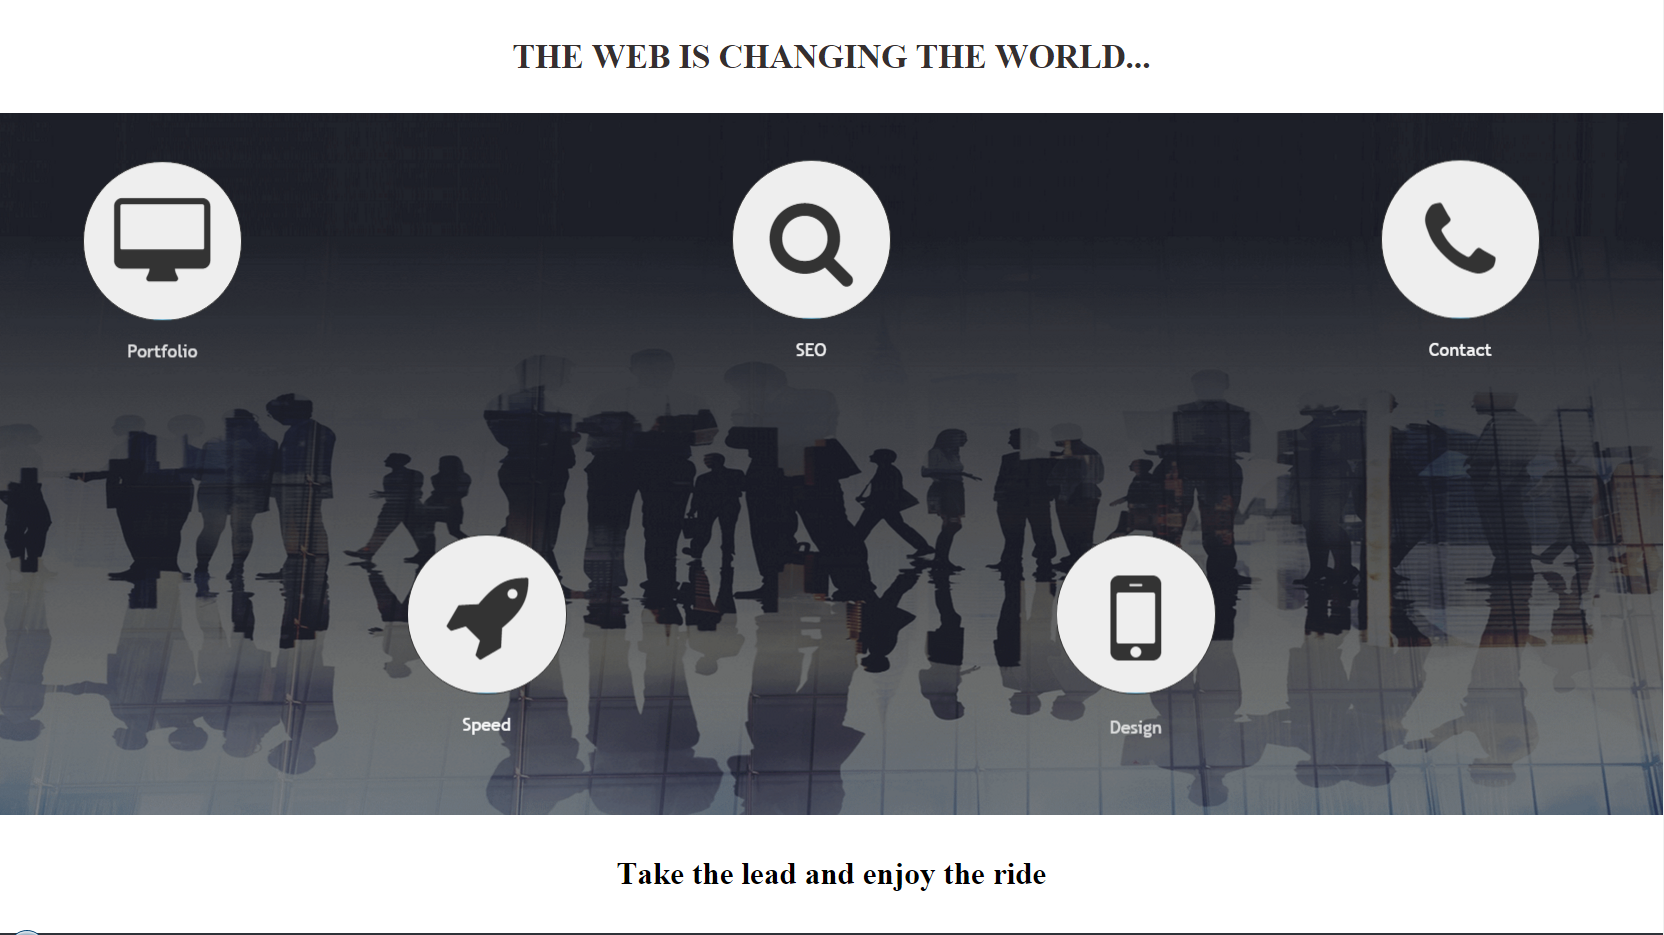 THE WEB IS CHANGING THE WORLD...
Portfolio
SEO
Contact
Speed
Design
Take the lead and enjoy the ride